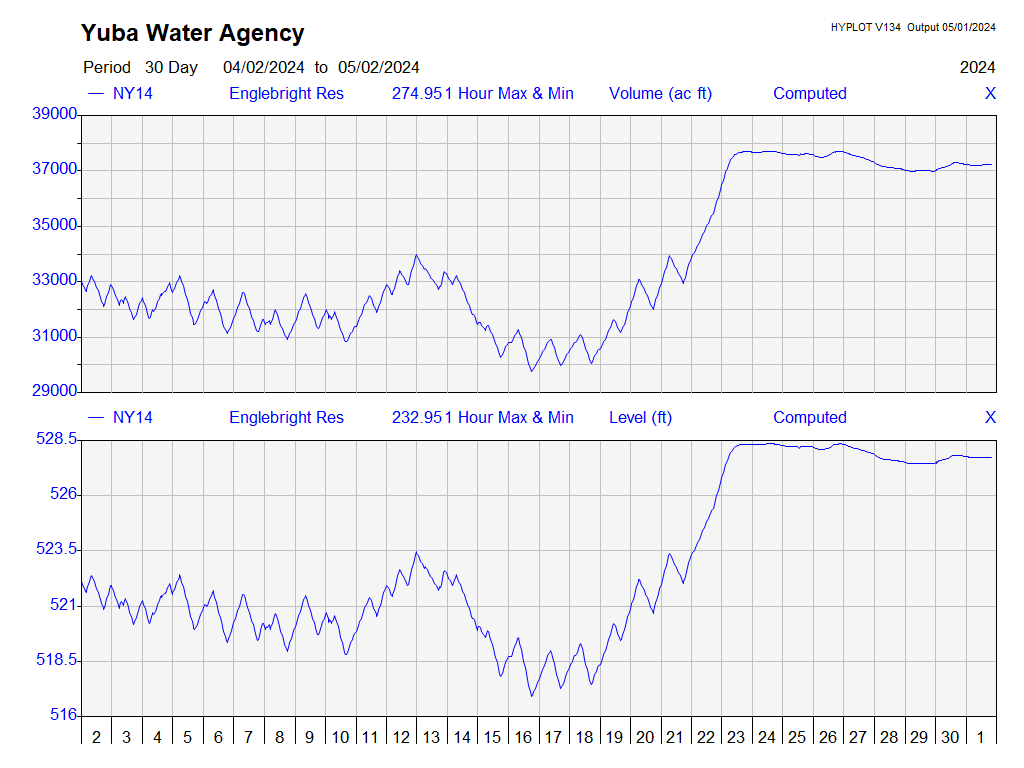 Yuba Water Agency
HYPLOT V134 Output 05/01/2024
Period 30 Day 04/02/2024 to 05/02/2024
2024
NY14 Englebright Res 274.951 Hour Max & Min Volume (ac ft) Computed X
39000
37000
35000
33000
31000
29000
NY14 Englebright Res 232.951 Hour Max & Min Level (ft) Computed X
528.5
526
523.5
521
518.5
516
2 3 4 5 6 7 8 9 10 11 12 13 14 15 16 17 18 19 20 21 22 23 24 25 26 27 28 29 30 1